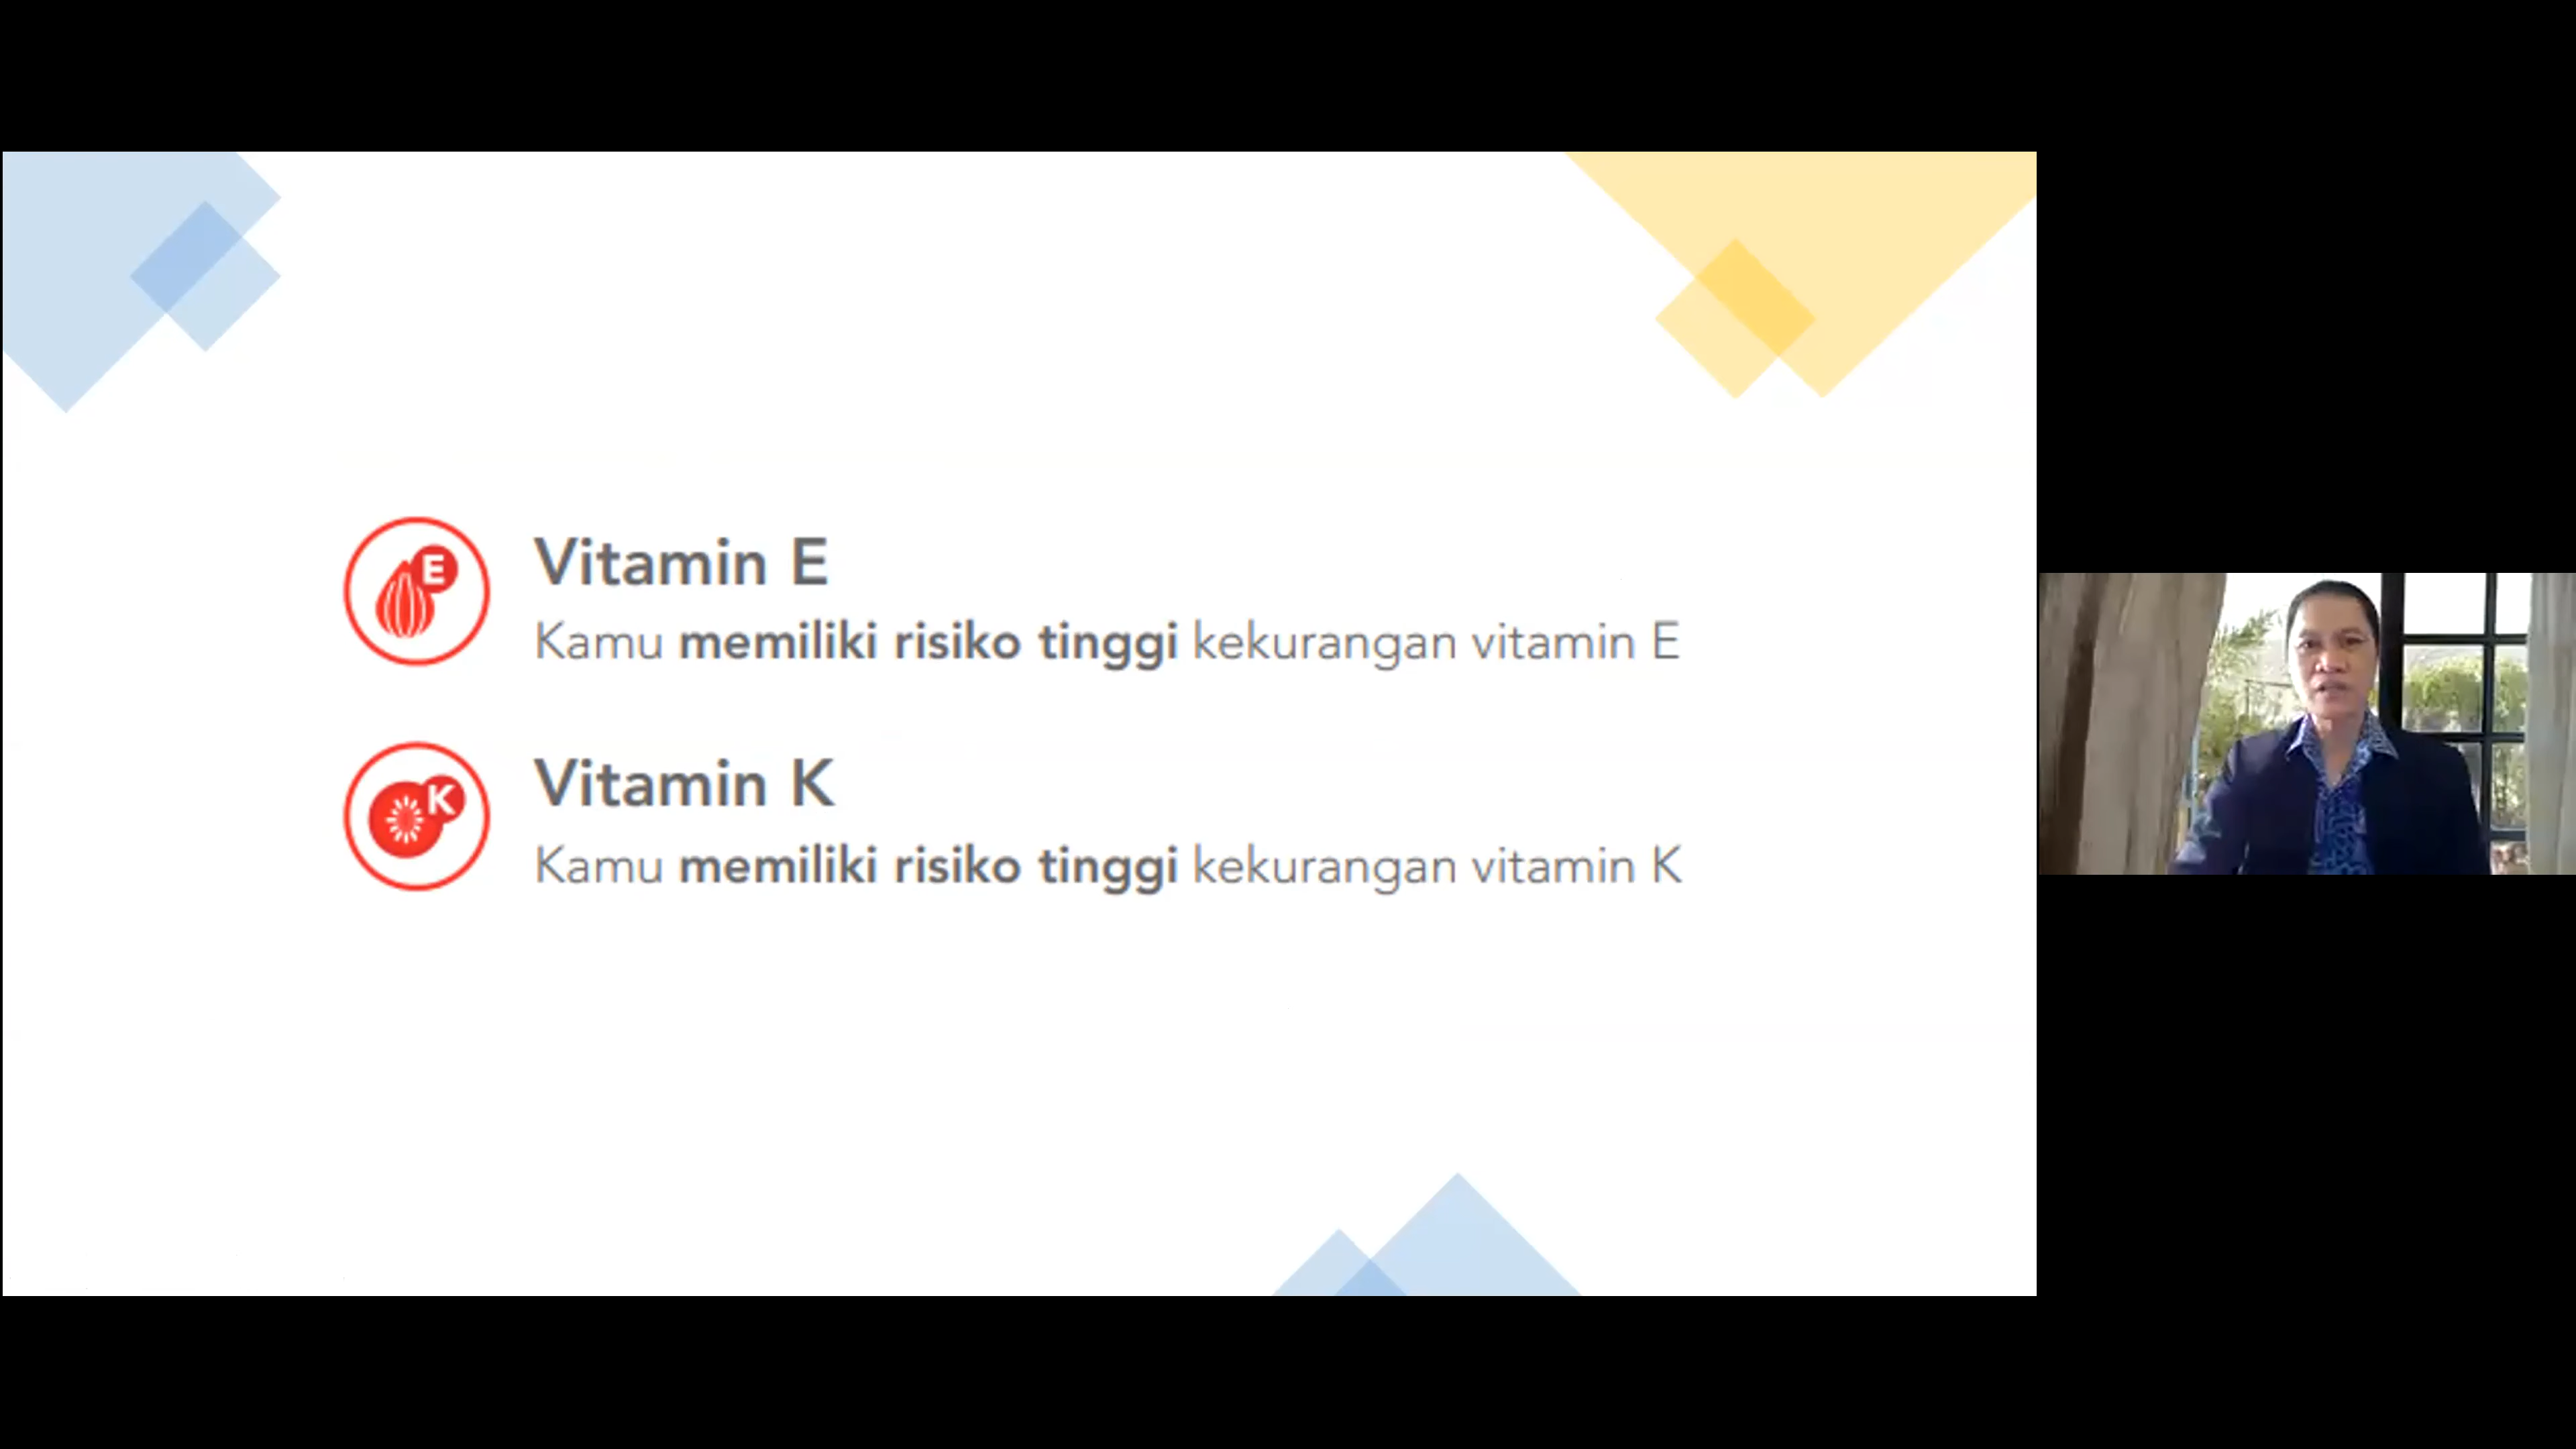 E
Vitamin E
Kamu memiliki risiko tinggi kekurangan vitamin E
K
Vitamin K
Kamu memiliki risiko tinggi kekurangan vitamin K